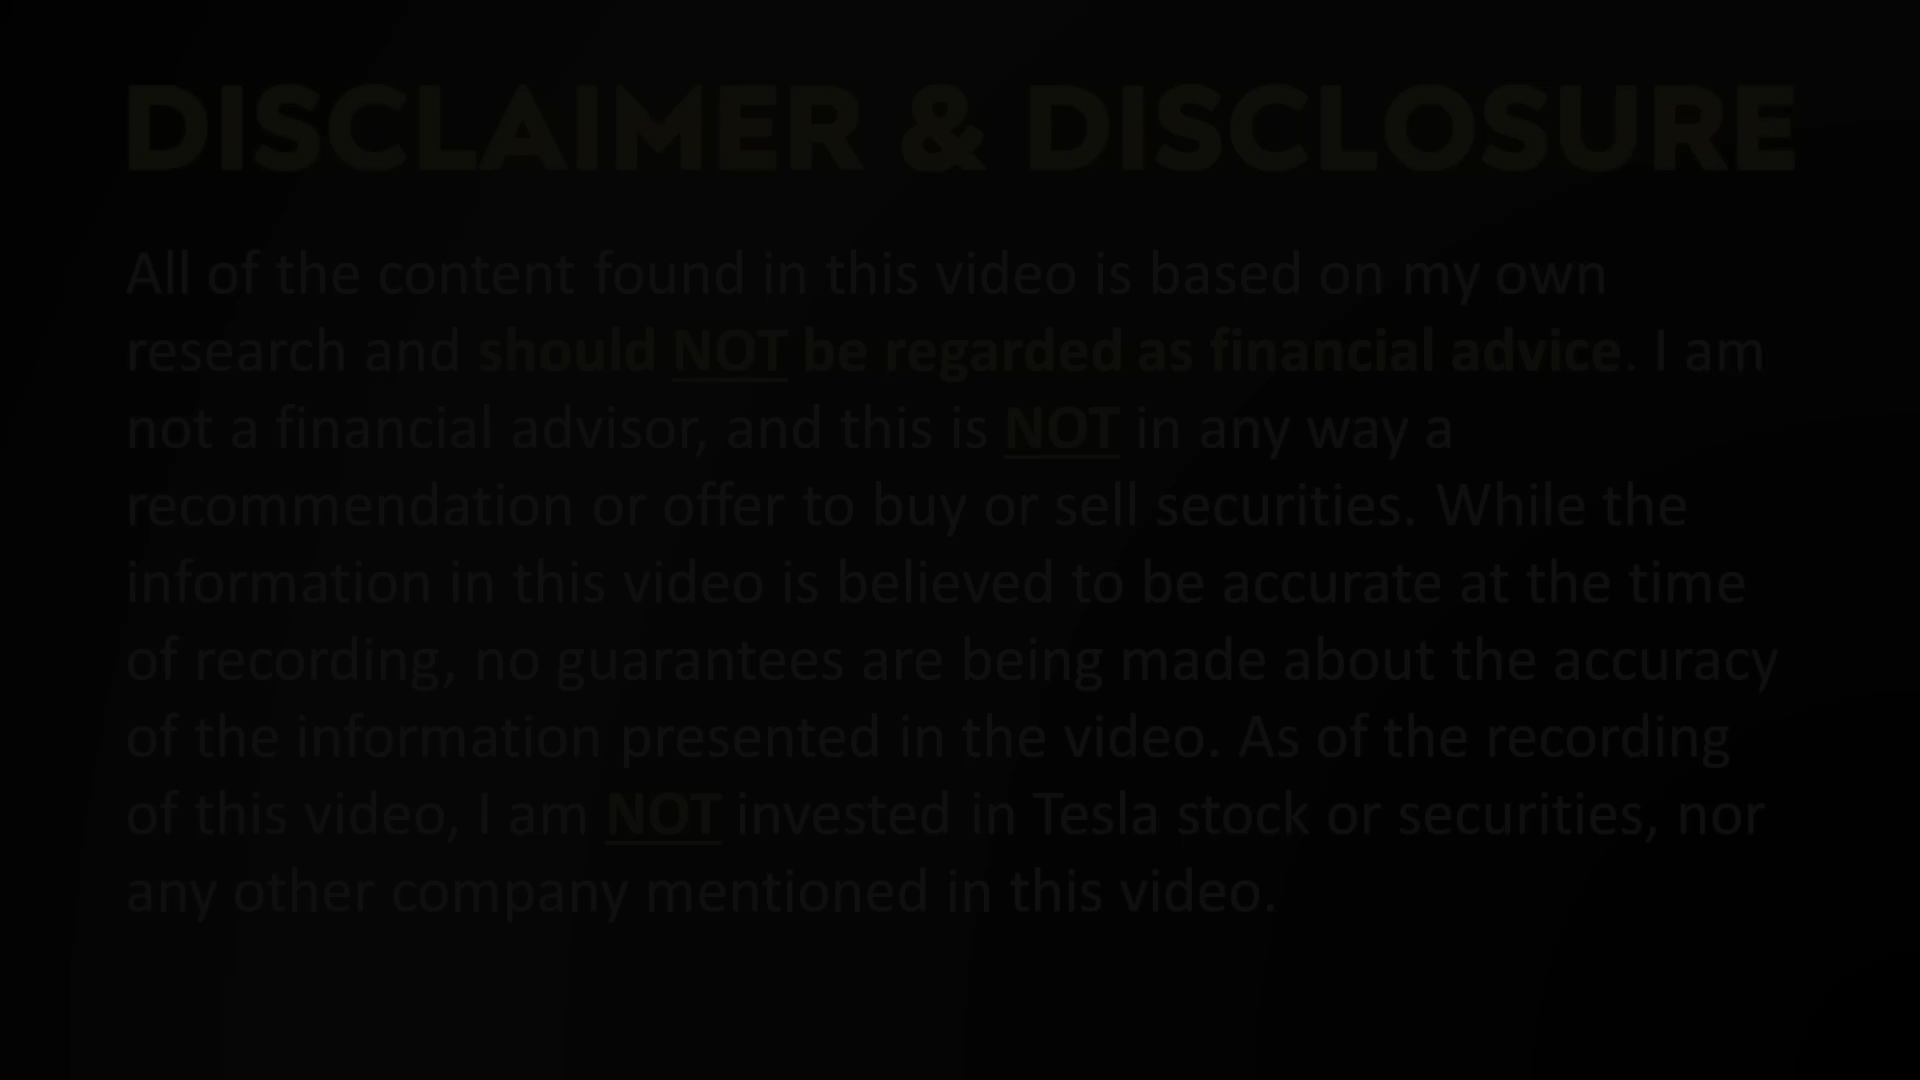 DISCLAIMER & DISCLOSURE
All of the content found in this video is based on my own
research and should NOT be regarded as financial advice. I am
not a financial advisor, and this is NOT in any way a
recommendation or offer to buy or sell securities. While the
information in this video is believed to be accurate at the time
of recording, no guarantees are being made about the accuracy
of the information presented in the video. As of the recording
of this video, I am NOT invested in Tesla stock or securities, nor
any other company mentioned in this video.